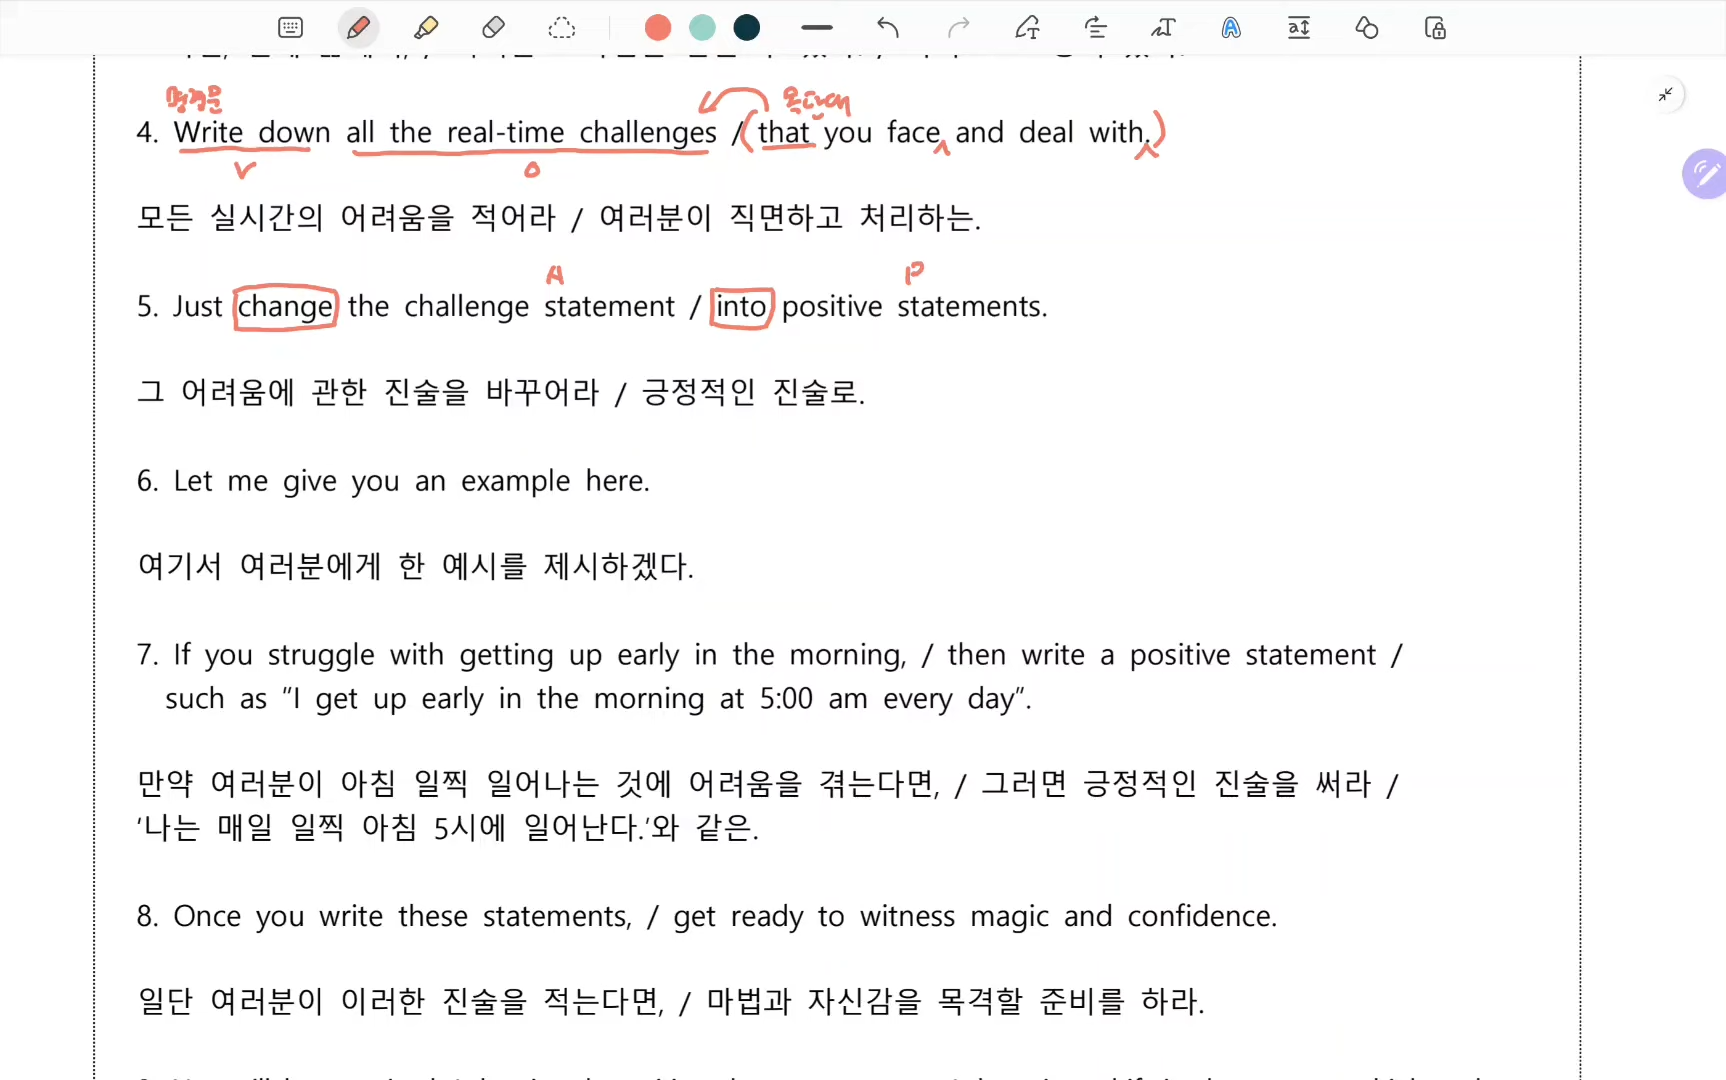 명령문
목관대
4. Write down all the real-time challenges / ( that you face and deal with. )
V
O
모든 실시간의 어려움을 적어라 / 여러분이 직면하고 처리하는.
A
P
5. Just change the challenge statement / into positive statements.
그 어려움에 관한 진술을 바꾸어라 / 긍정적인 진술로.
6. Let me give you an example here.
여기서 여러분에게 한 예시를 제시하겠다.
7. If you struggle with getting up early in the morning, / then write a positive statement /
such as “I get up early in the morning at 5:00 am every day”.
만약 여러분이 아침 일찍 일어나는 것에 어려움을 겪는다면, / 그러면 긍정적인 진술을 써라 /
‘나는 매일 일찍 아침 5시에 일어난다.’와 같은.
8. Once you write these statements, / get ready to witness magic and confidence.
일단 여러분이 이러한 진술을 적는다면, / 마법과 자신감을 목격할 준비를 하라.